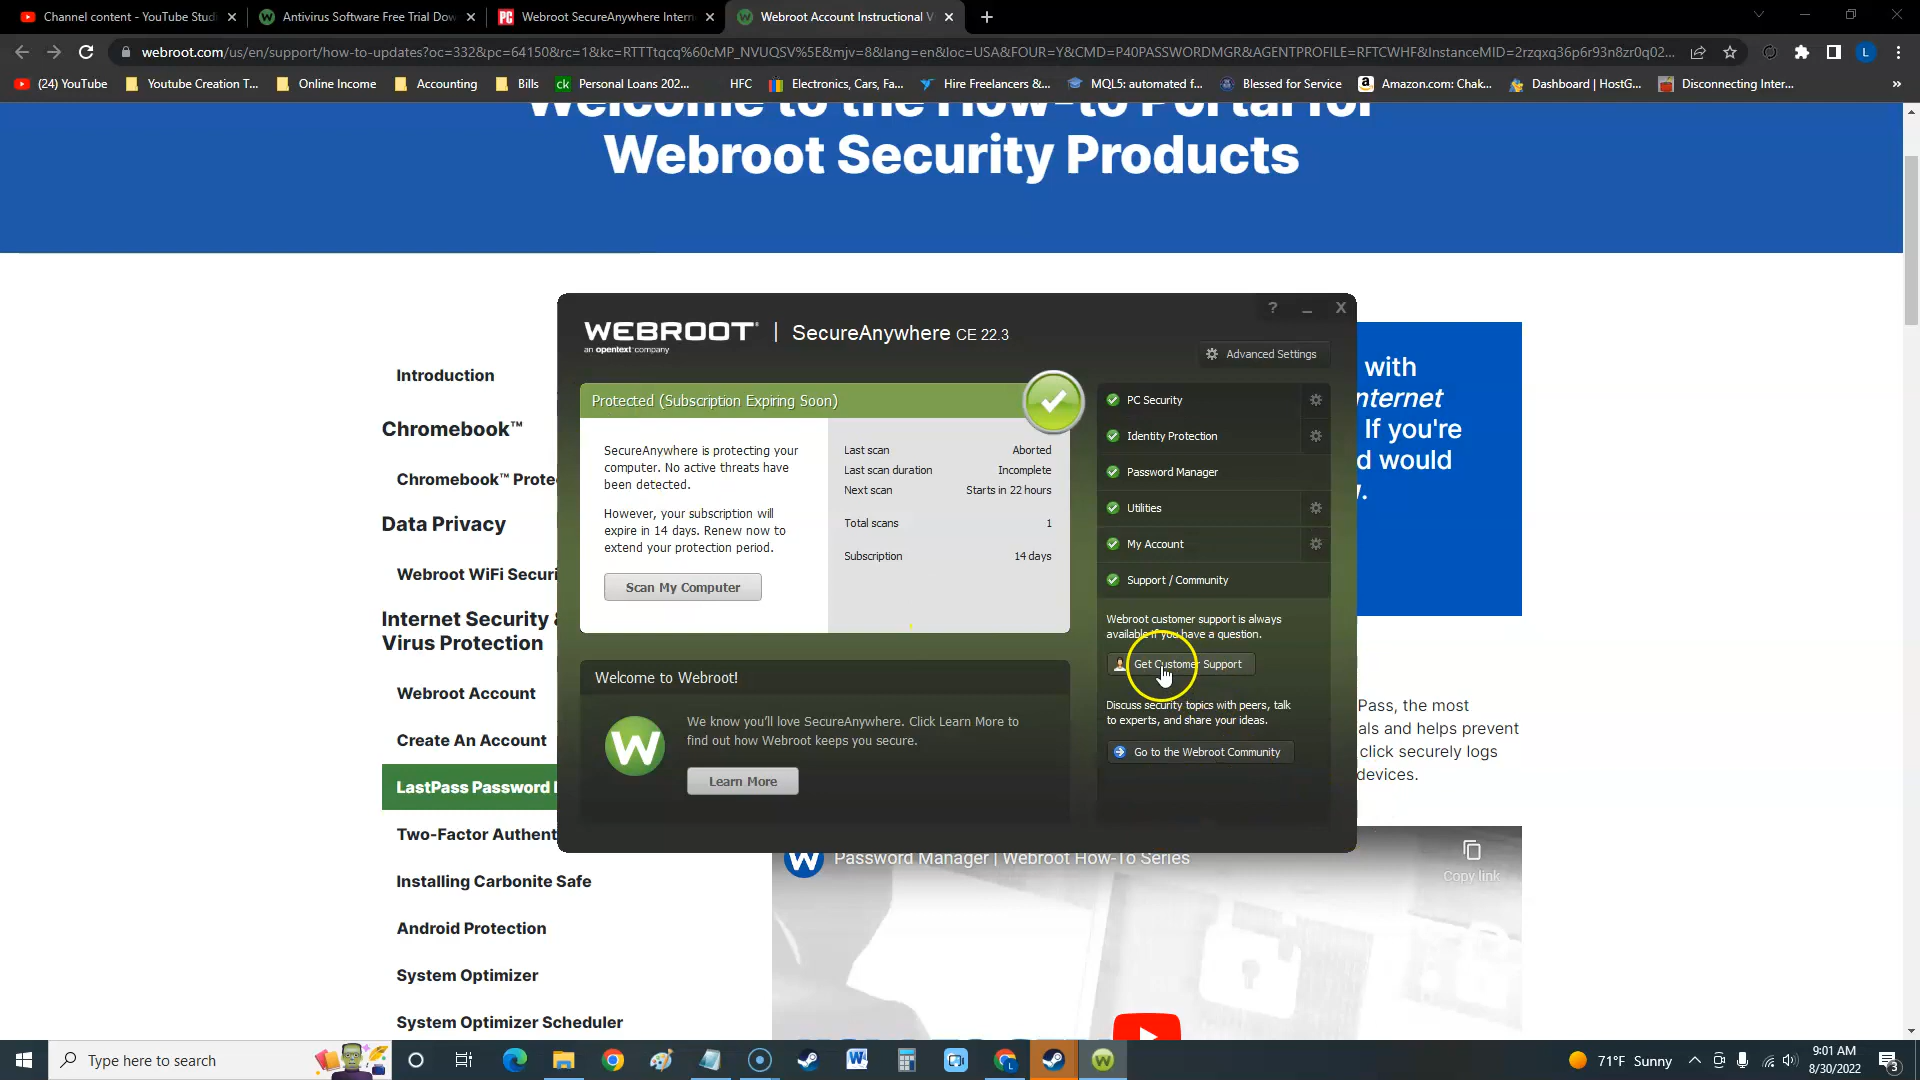 Channel content - YouTube Studi
Antivirus Software Free Trial Dow
Webroot SecureAnywhere Intern
Webroot Account Instructional V
webroot.com/us/en/support/how-to-updates?oc=332&pc=64150&rc=1&kc=RTTTtqcq%60cMP_NVUQSV%5E&mjv=8&lang=en&loc=USA&FOUR=Y&CMD=P40PASSWORDMGR&AGENTPROFILE=RFTCWHF&InstanceMID=2rzqxq36p6r93n8zr0q02...
(24) YouTube
Youtube Creation T...
Online Income
Accounting
Bills
Personal Loans 202...
HFC
Electronics, Cars, Fa...
Hire Freelancers &...
MQL5: automated f...
Blessed for Service
Amazon.com: Chak...
Dashboard | HostG...
Disconnecting Inter...
Welcome to the How-to Portal for
Webroot Security Products
Introduction
Chromebook™
Chromebook™ Prote
Data Privacy
Webroot WiFi Securi
Internet Security &
Virus Protection
Webroot Account
Create An Account
LastPass Password
Two-Factor Authent
Installing Carbonite Safe
Android Protection
System Optimizer
System Optimizer Scheduler
WEBROOT
an opentext company
| SecureAnywhere CE 22.3
? _ X
Advanced Settings
Protected (Subscription Expiring Soon)
SecureAnywhere is protecting your
computer. No active threats have
been detected.
However, your subscription will
expire in 14 days. Renew now to
extend your protection period.
Scan My Computer
Last scan Aborted
Last scan duration Incomplete
Next scan Starts in 22 hours
Total scans 1
Subscription 14 days
Welcome to Webroot!
W
We know you'll love SecureAnywhere. Click Learn More to
find out how Webroot keeps you secure.
Learn More
PC Security
Identity Protection
Password Manager
Utilities
My Account
Support / Community
Webroot customer support is always
available if you have a question.
Get Customer Support
Discuss security topics with peers, talk
to experts, and share your ideas.
Go to the Webroot Community
with
nternet
If you're
d would
Pass, the most
als and helps prevent
click securely logs
devices.
W
Password Manager | Webroot How-To Series
Copy link
Type here to search
71°F Sunny
9:01 AM
8/30/2022
3